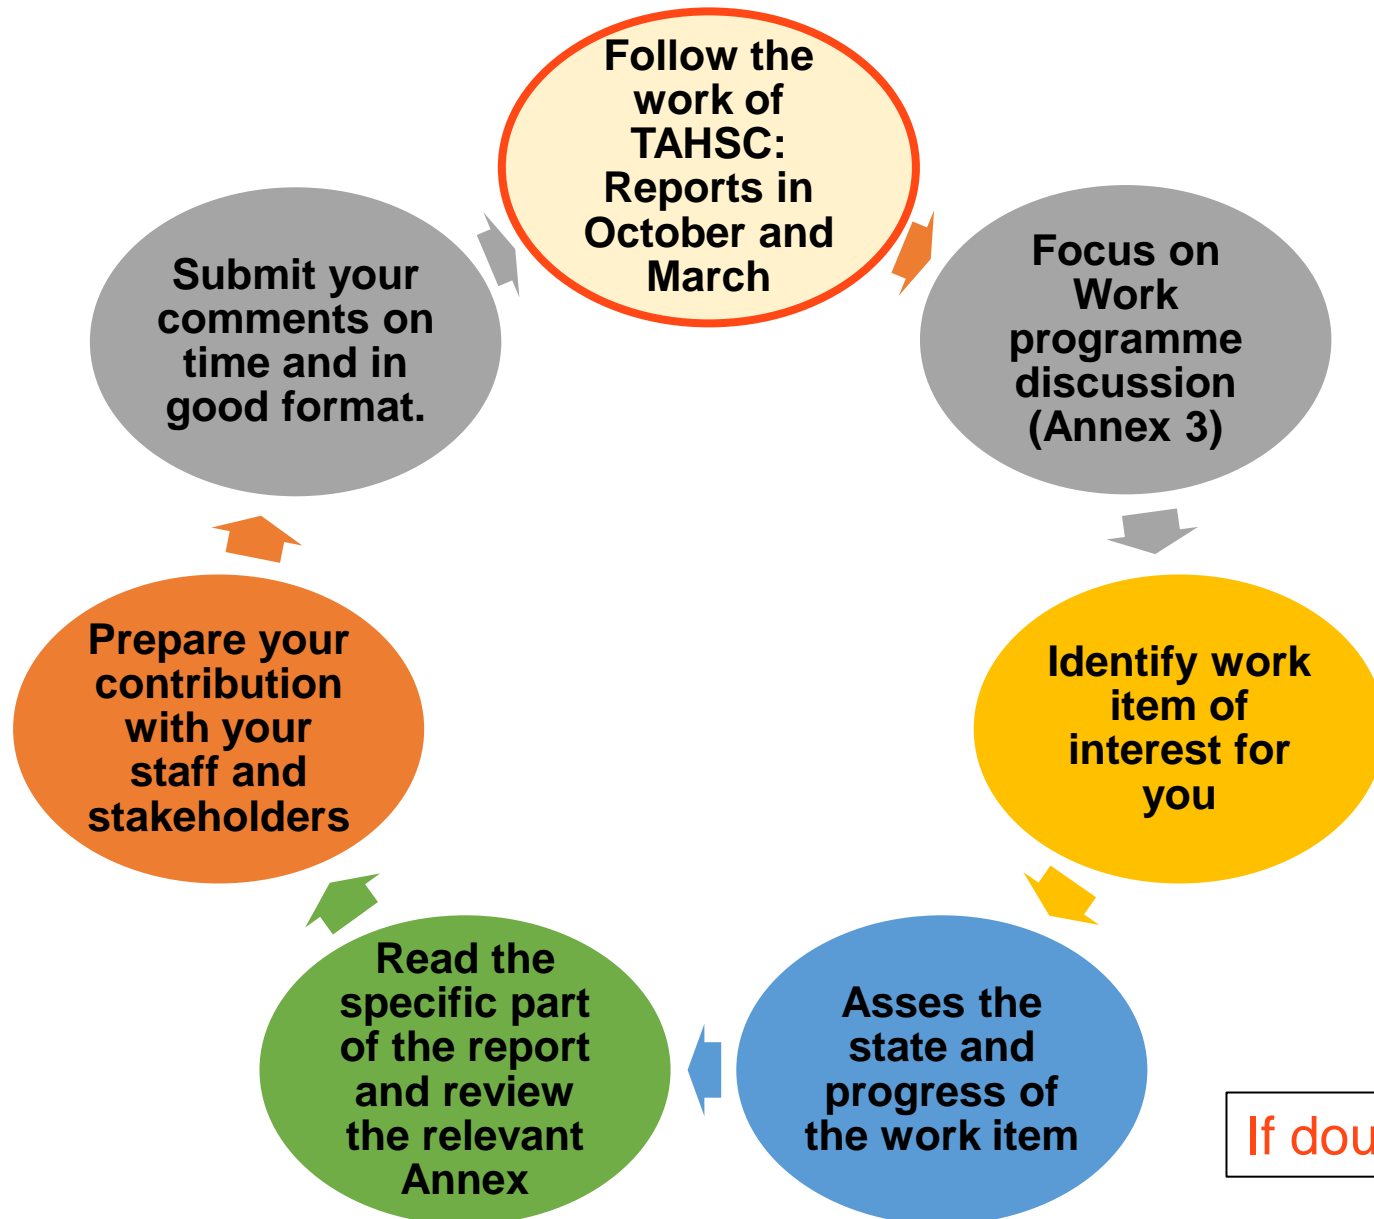 Follow the
work of
TAHSC:
Reports in
October and
March
Focus on
Work
programme
discussion
(Annex 3)
Identify work
item of
interest for
you
Asses the
state and
progress of
the work item
Read the
specific part
of the report
and review
the relevant
Annex
Prepare your
contribution
with your
staff and
stakeholders
Submit your
comments on
time and in
good format.
If